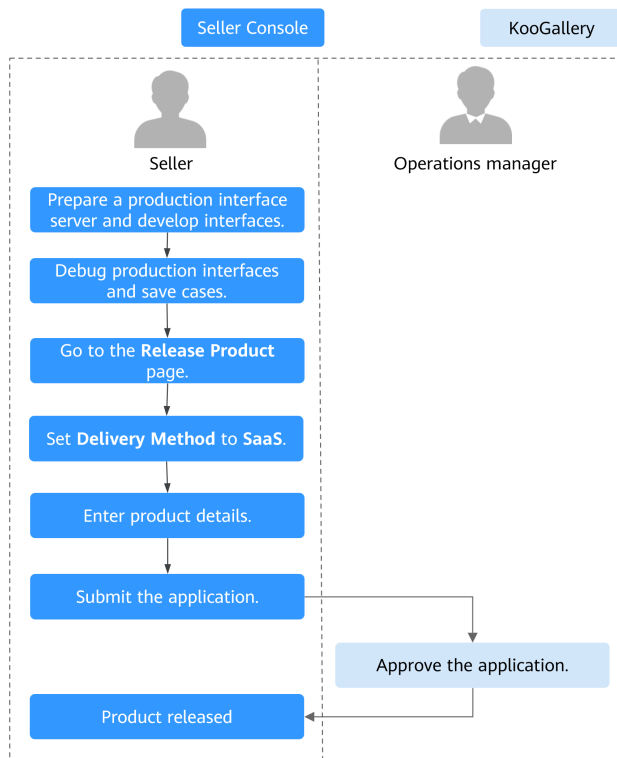 Seller Console
KooGallery
Seller
Operations manager
Prepare a production interface
server and develop interfaces.
Debug production interfaces
and save cases.
Go to the Release Product
page.
Set Delivery Method to SaaS.
Enter product details.
Submit the application.
Approve the application.
Product released